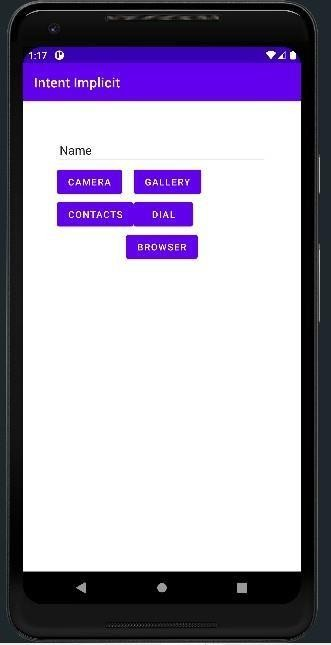 1:17
Intent Implicit
Name
CAMERA GALLERY
CONTACTS DIAL
BROWSER